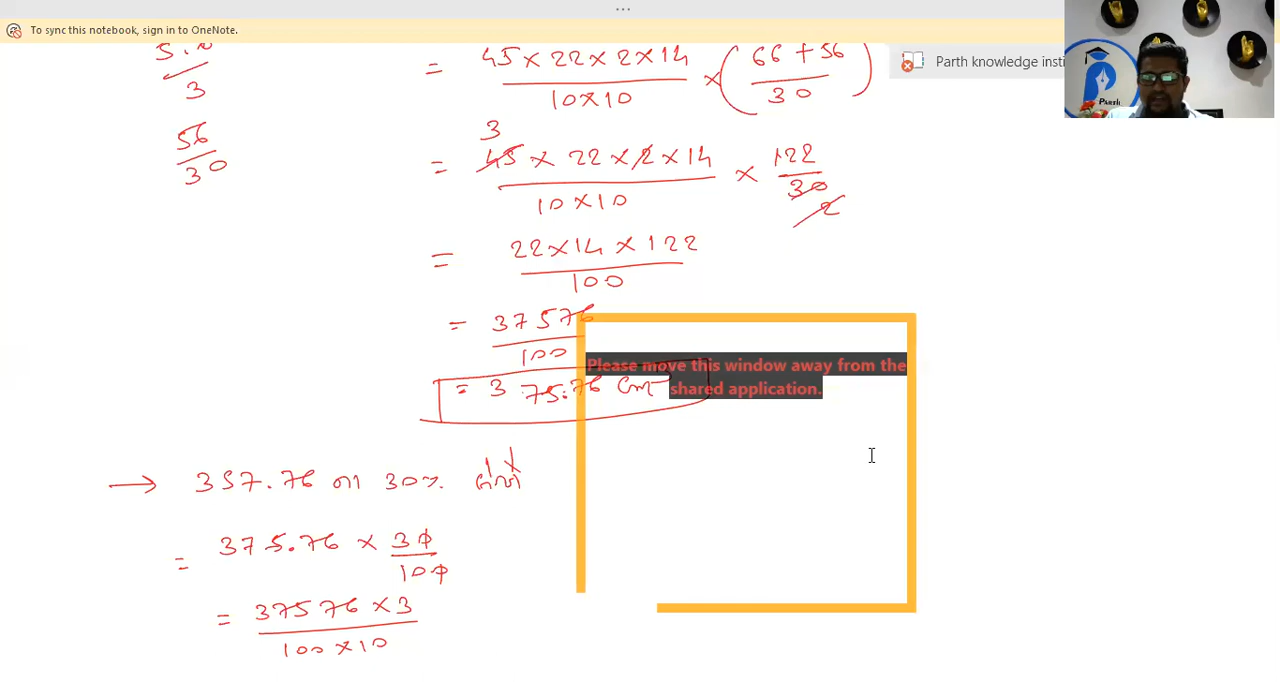 ...
To sync this notebook, sign in to OneNote.
Parth knowledge insti
PARTH
3
56/30
= 45 × 22 × 2 × 14 / 10 × 10 × (66 + 56 / 30)
3
= 45 × 22 × 2 × 14 / 10 × 10 × 122 / 30
2
= 22 × 14 × 122 / 100
= 37576 / 100
= 375.76 cm
Please move this window away from the
shared application.
→ 357.76 ના 30%
= 375.76 × 30 / 100
= 37576 × 3 / 100 × 10